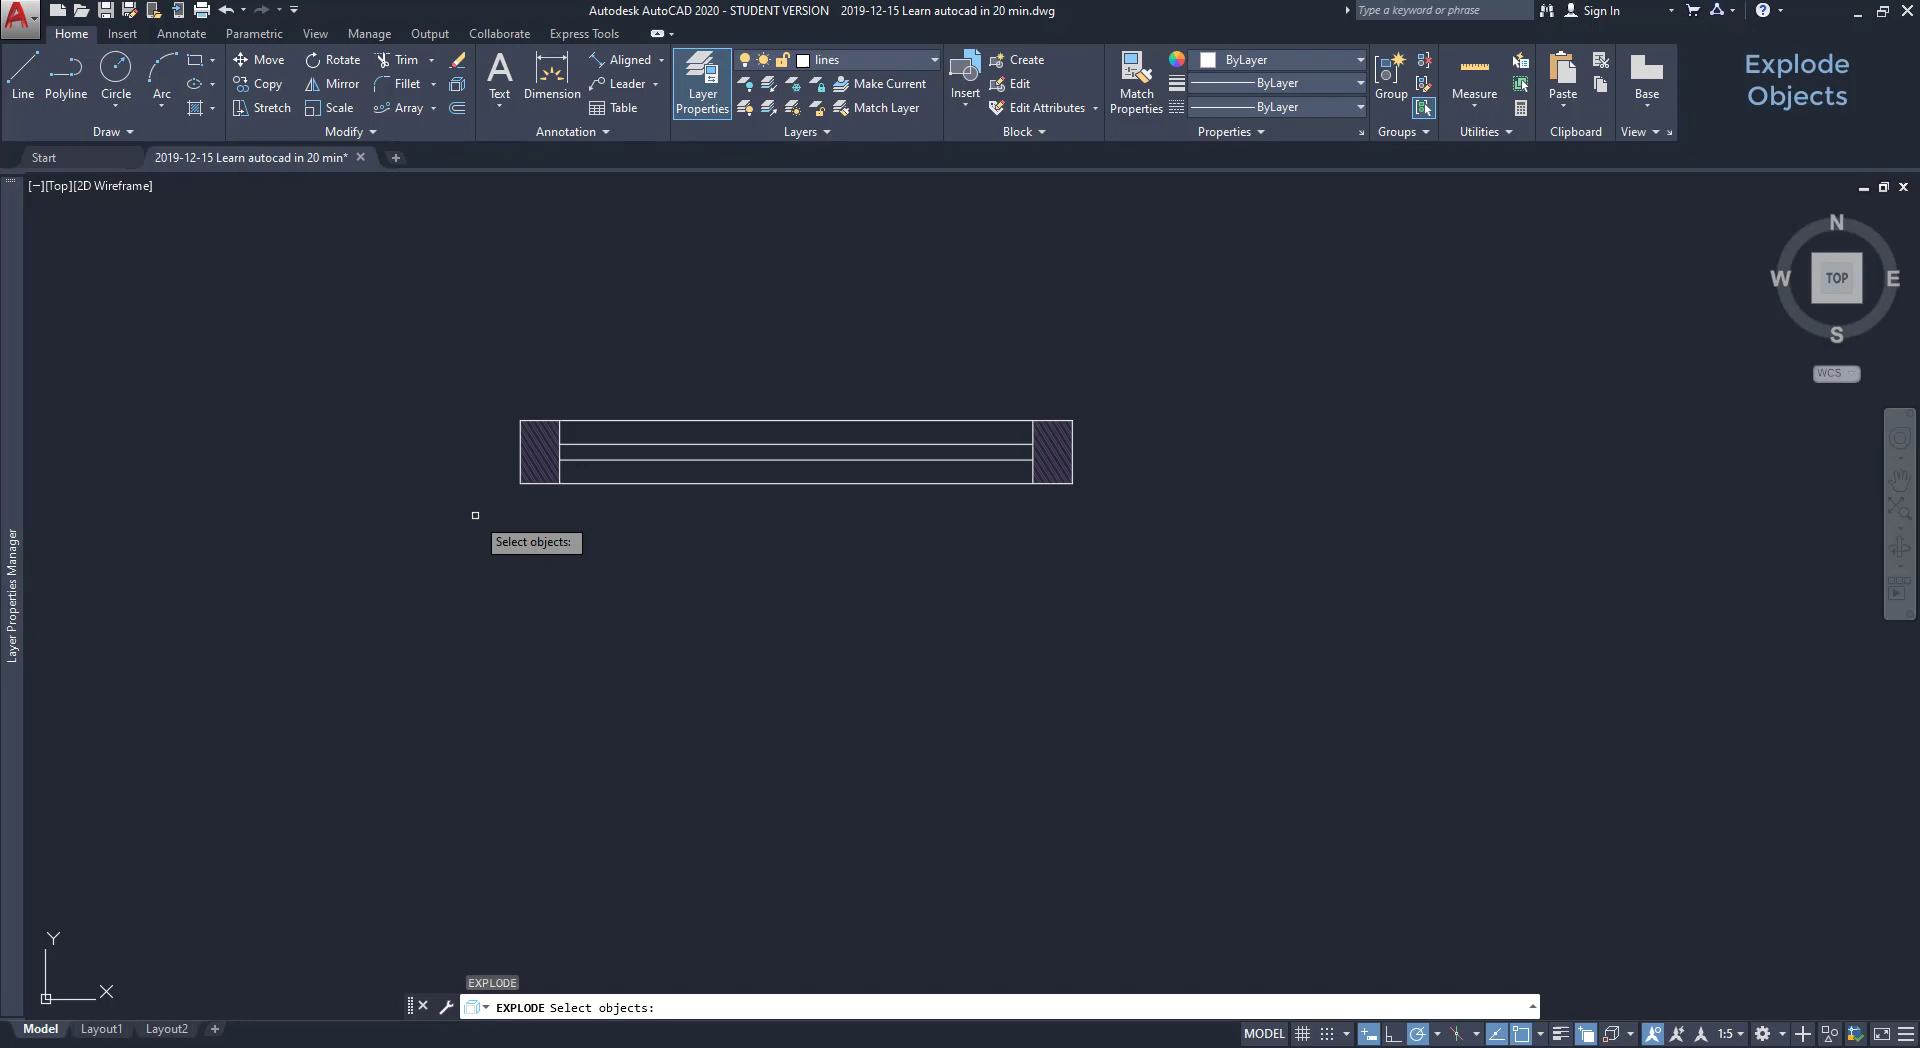 Autodesk AutoCAD 2020 - STUDENT VERSION 2019-12-15 Learn autocad in 20 min.dwg
Type a keyword or phrase
Sign In
Home Insert Annotate Parametric View Manage Output Collaborate Express Tools
Line Polyline Circle Arc
Move Rotate Trim
Copy Mirror Fillet
Stretch Scale Array
Text Dimension
Aligned
Leader
Table
Layer Properties
lines
Make Current
Match Layer
Insert
Create
Edit
Edit Attributes
Match Properties
ByLayer
ByLayer
ByLayer
Group
Measure
Paste
Base
Draw Modify Annotation Layers Block Properties Groups Utilities Clipboard View
Explode
Objects
Start 2019-12-15 Learn autocad in 20 min*
[−][Top][2D Wireframe]
N
W TOP E
S
WCS
Select objects:
Layer Properties Manager
Y
X
EXPLODE
EXPLODE Select objects:
Model Layout1 Layout2
MODEL 1:5